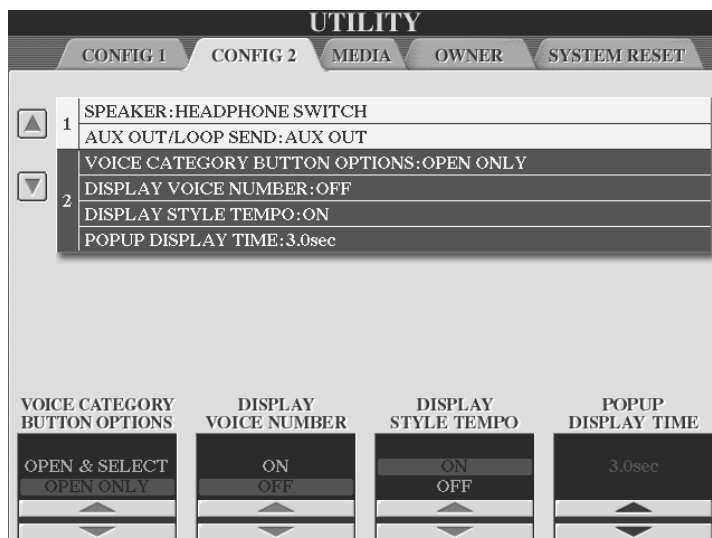 UTILITY
CONFIG 1 CONFIG 2 MEDIA OWNER SYSTEM RESET
1
SPEAKER:HEADPHONE SWITCH
AUX OUT/LOOP SEND:AUX OUT
2
VOICE CATEGORY BUTTON OPTIONS:OPEN ONLY
DISPLAY VOICE NUMBER:OFF
DISPLAY STYLE TEMPO:ON
POPUP DISPLAY TIME:3.0sec
VOICE CATEGORY
BUTTON OPTIONS
OPEN & SELECT
OPEN ONLY
DISPLAY
VOICE NUMBER
ON
OFF
DISPLAY
STYLE TEMPO
ON
OFF
POPUP
DISPLAY TIME
3.0sec